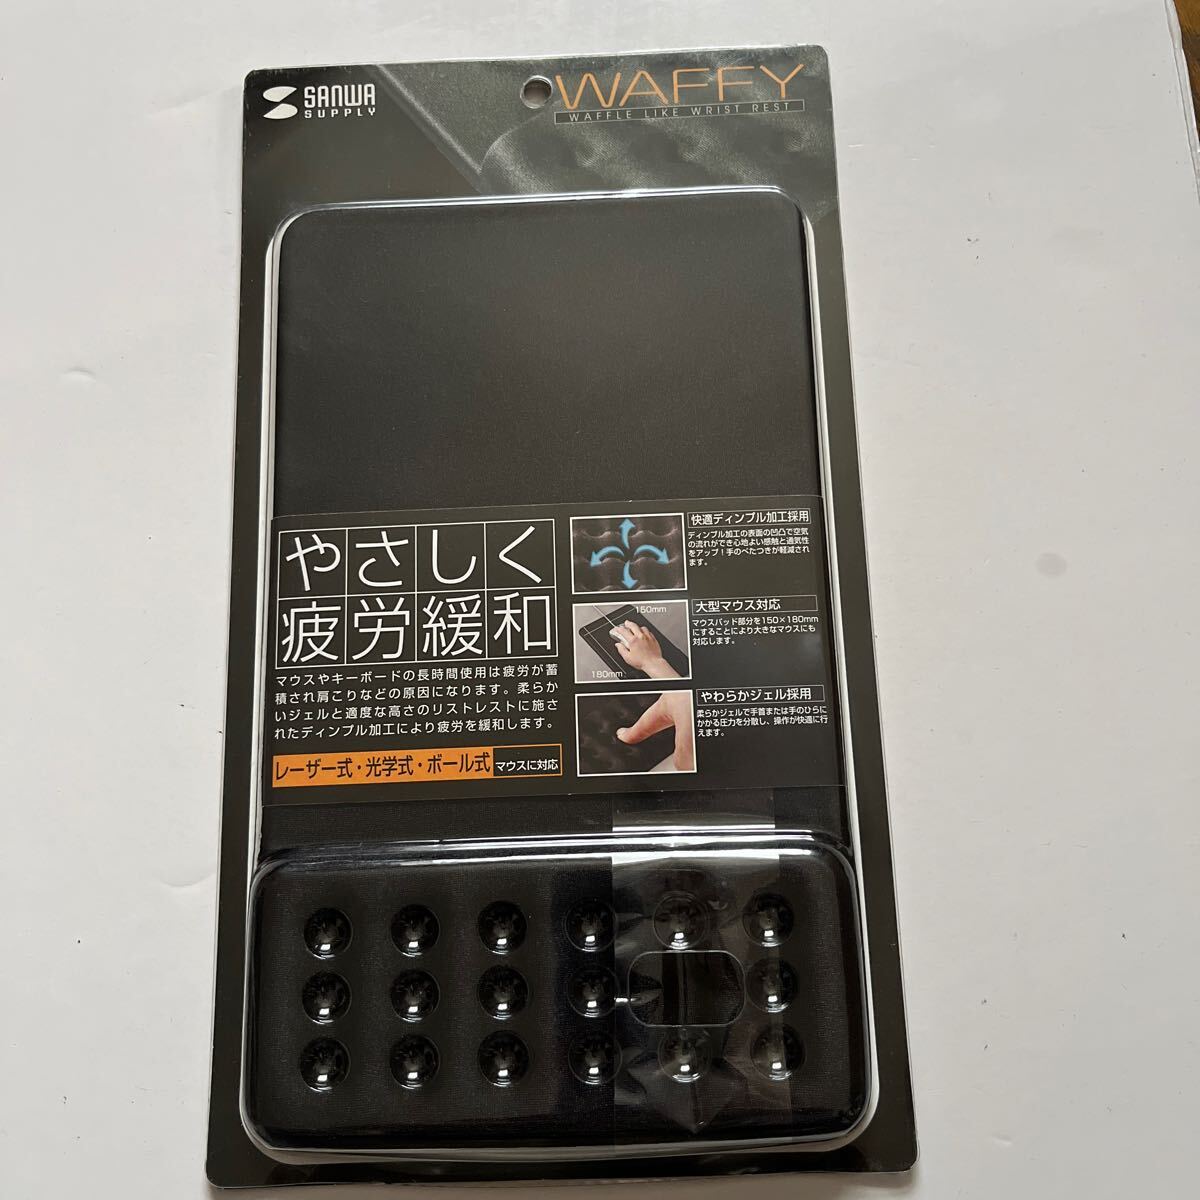 SANWA
SUPPLY
WAFFY
WAFFLE LIKE WRIST REST
やさしく
疲労緩和
マウスやキーボードの長時間使用は疲労が蓄
積され肩こりなどの原因になります。柔らか
いジェルと適度な高さのリストレストに施さ
れたディンプル加工により疲労を緩和します。
レーザー式・光学式・ボール式 マウスに対応
快適ディンプル加工採用
ディンプル加工の表面の凹凸で空気
の流れができ心地よい感触と通気性
をアップ!手のべたつきが軽減され
ます。
150mm
180mm
大型マウス対応
マウスパッド部分を150×180mm
にすることにより大きなマウスにも
対応します。
やわらかジェル採用
柔らかジェルで手首または手のひらに
かかる圧力を分散し、操作が快適に行
えます。